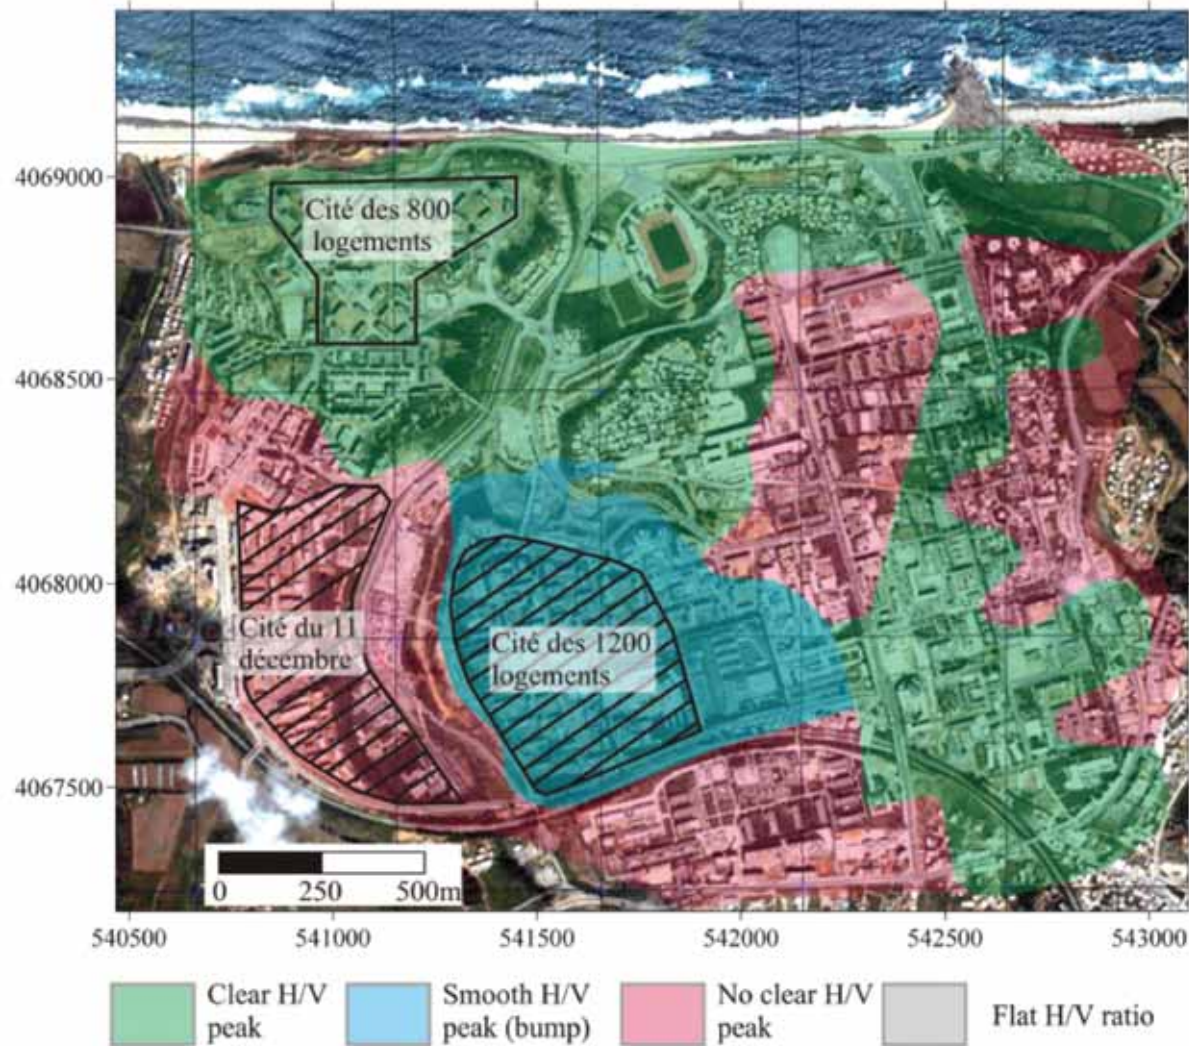 4069000
Cité des 800
logements
4068500
4068000
Cité du 11
décembre
Cité des 1200
logements
4067500
0 250 500m
540500 541000 541500 542000 542500 543000
Clear H/V
peak
Smooth H/V
peak (bump)
No clear H/V
peak
Flat H/V ratio